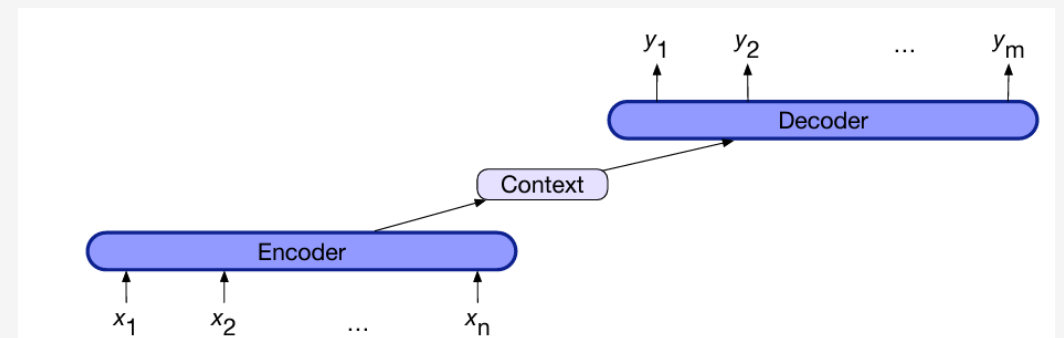 y1 y2 ... ym
Decoder
Context
Encoder
x1 x2 ... xn